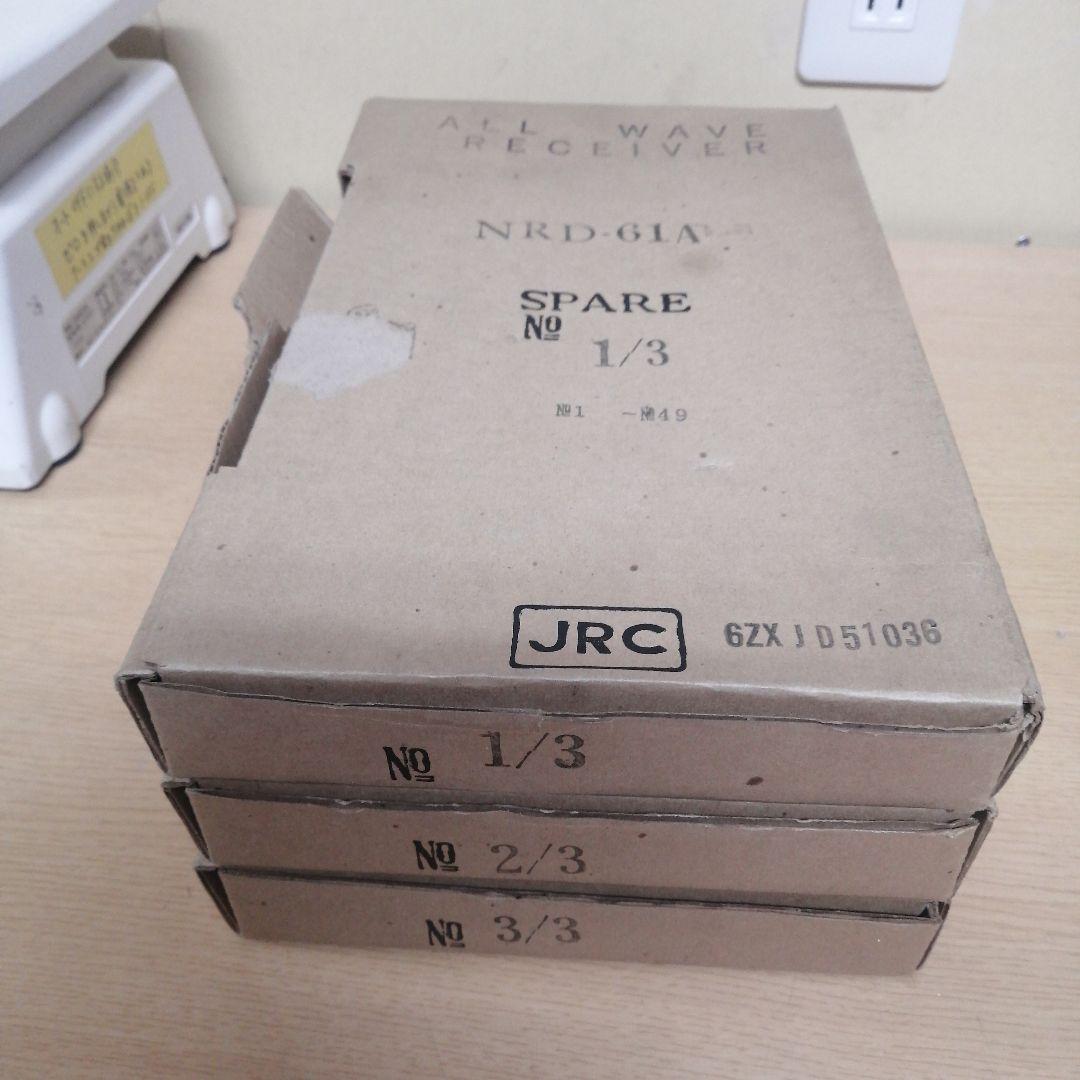 ALL WAVE
RECEIVER
NRD-61A
SPARE
№
1/3
№1 ~№49
JRC
6ZXJD51036
№ 1/3
№ 2/3
№ 3/3